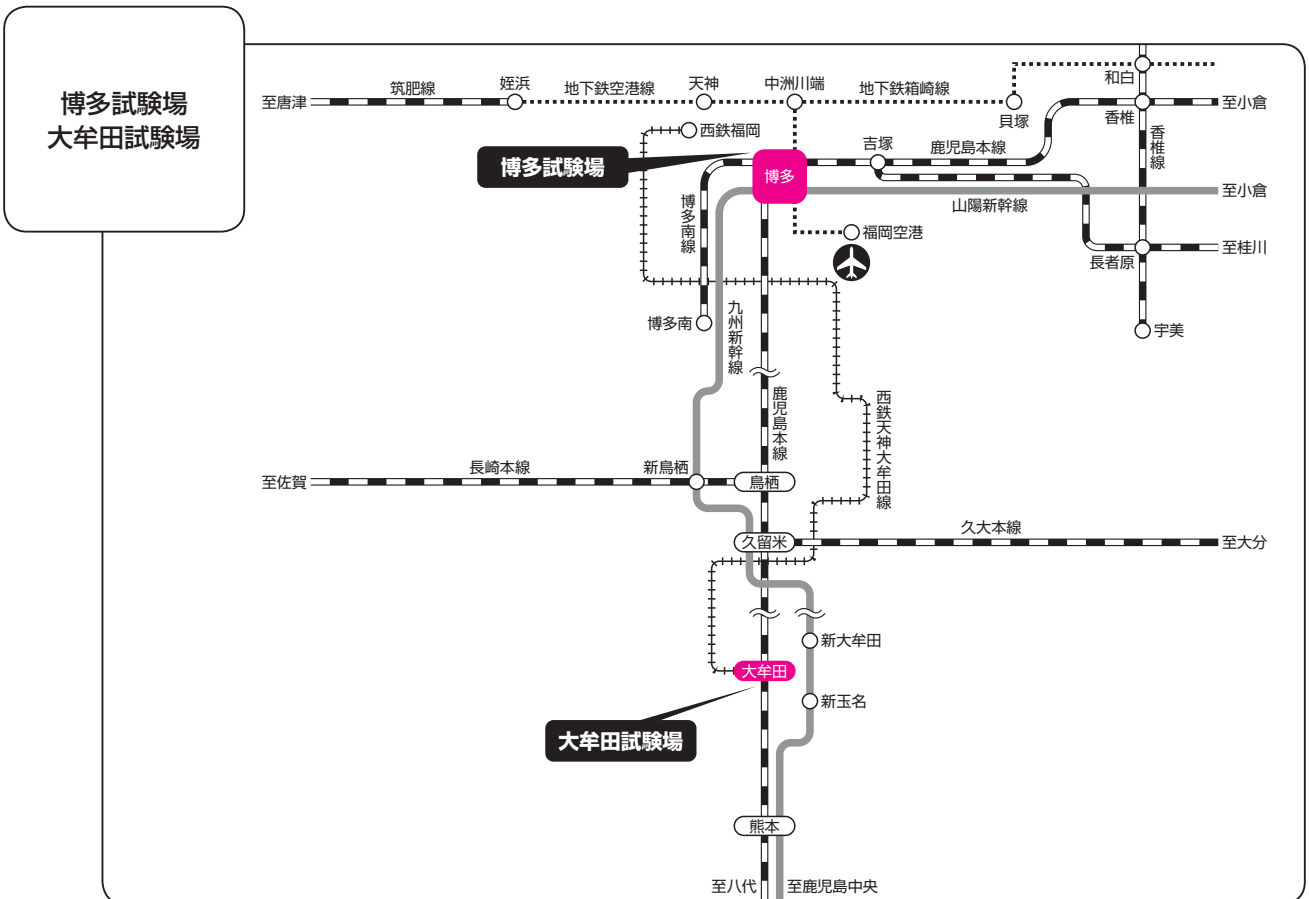 博多試験場
大牟田試験場
至唐津
筑肥線
姪浜
地下鉄空港線
天神
中洲川端
地下鉄箱崎線
貝塚
和白
香椎
至小倉
香椎線
西鉄福岡
博多試験場
博多
吉塚
鹿児島本線
至小倉
山陽新幹線
博多南線
福岡空港
長者原
至桂川
博多南
九州新幹線
宇美
鹿児島本線
西鉄天神大牟田線
至佐賀
長崎本線
新鳥栖
鳥栖
久留米
久大本線
至大分
新大牟田
大牟田
新玉名
大牟田試験場
熊本
至八代
至鹿児島中央